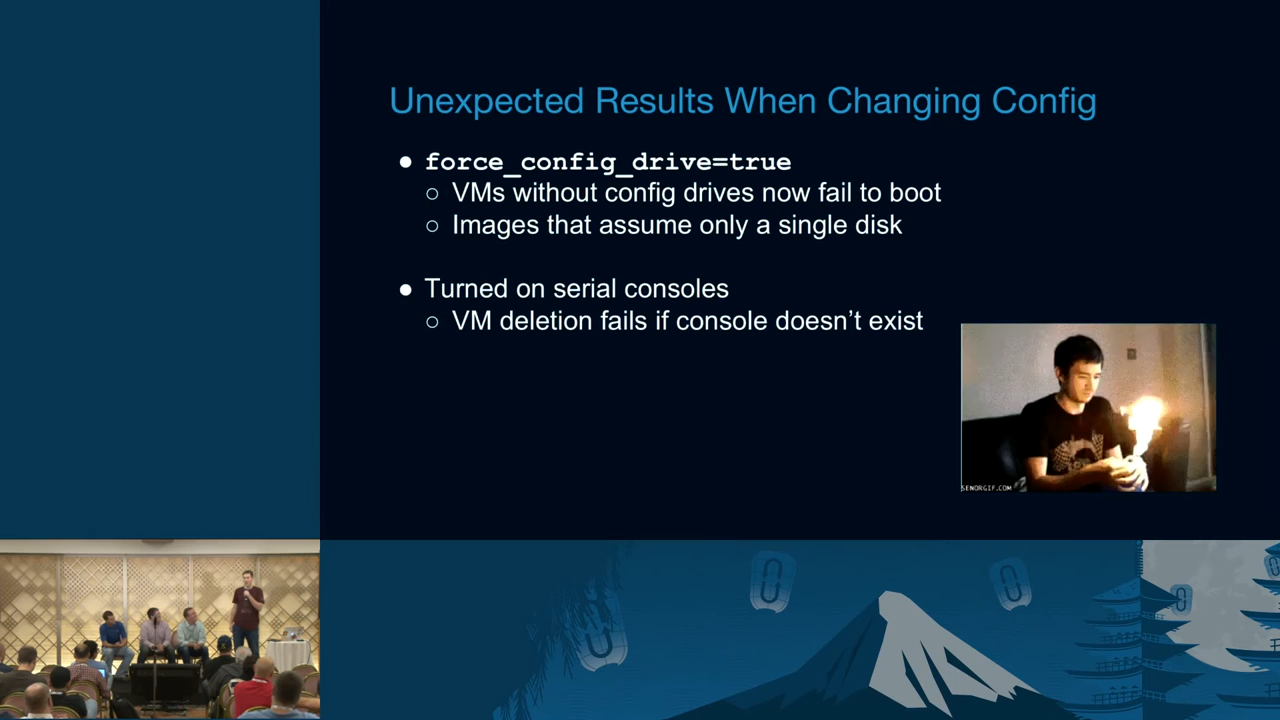 Unexpected Results When Changing Config
● force_config_drive=true
○ VMs without config drives now fail to boot
○ Images that assume only a single disk
● Turned on serial consoles
○ VM deletion fails if console doesn’t exist
SENORGIF.COM